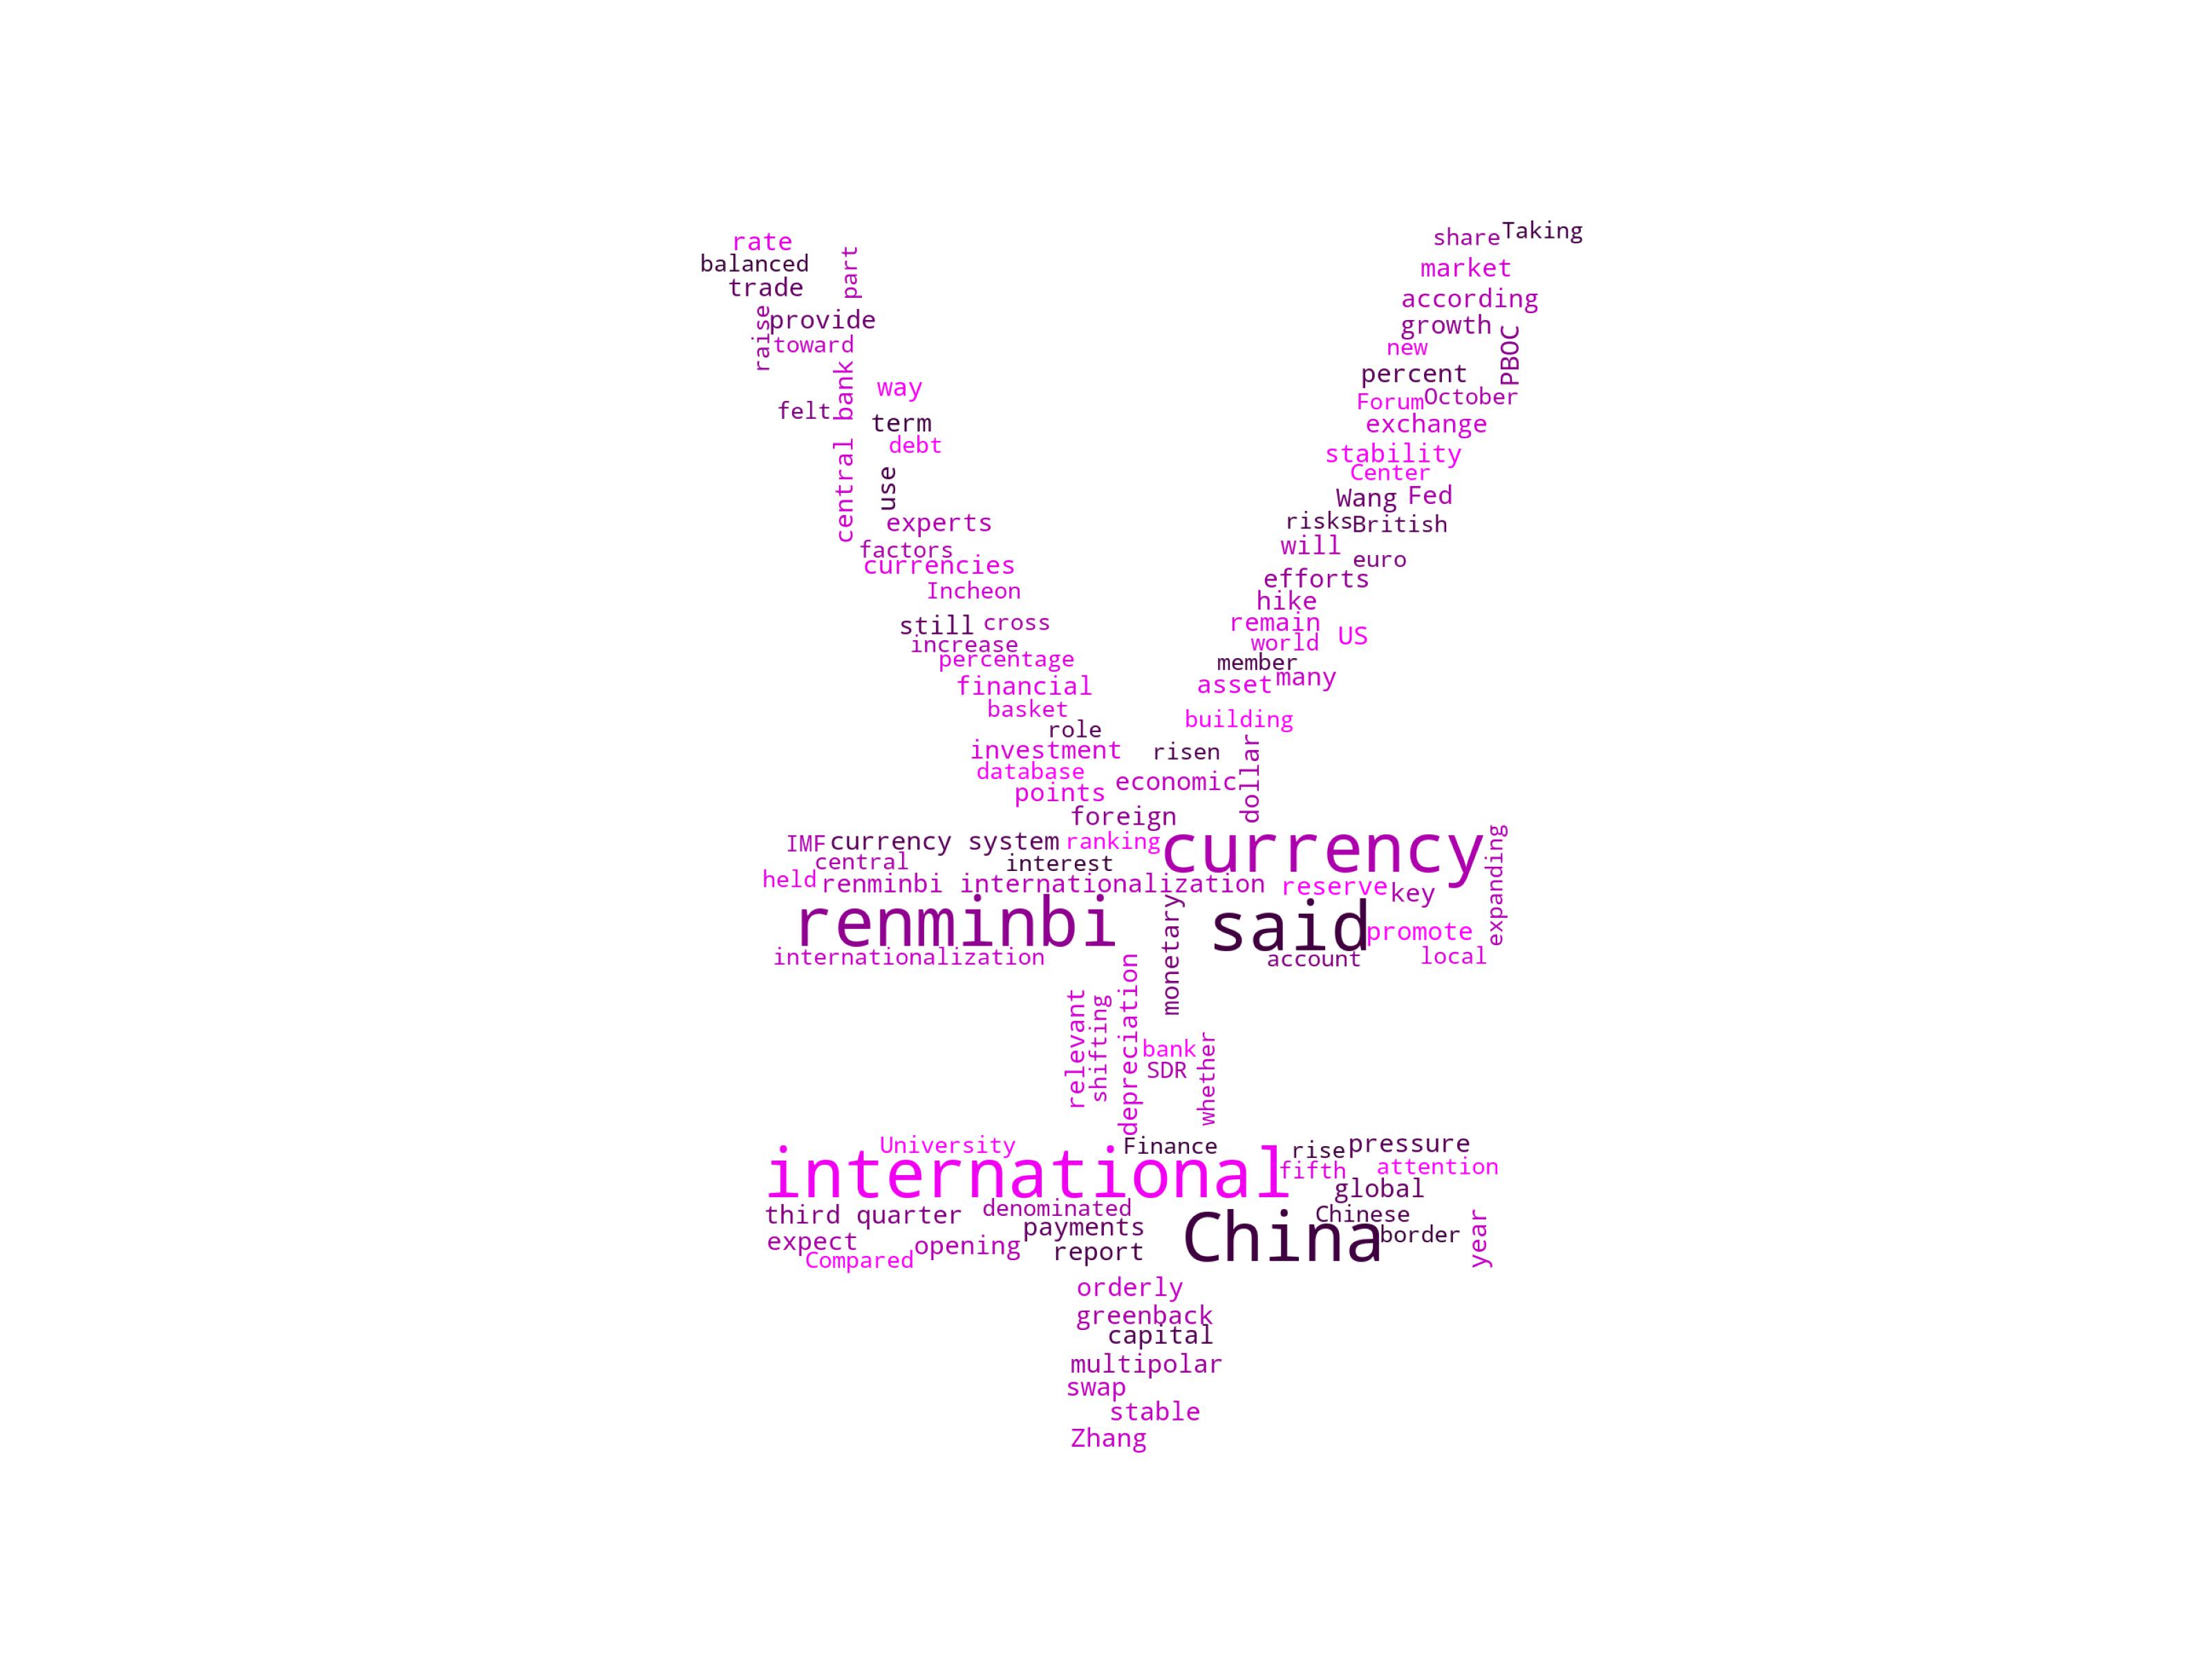 rate
balanced
trade
part
raise
provide
toward
central bank
way
felt
term
debt
use
experts
factors
currencies
Incheon
still
cross
increase
percentage
financial
basket
role
investment
database
points
share
Taking
market
according
growth
PBOC
new
percent
Forum
October
exchange
stability
Center
Wang
Fed
risks
British
will
euro
efforts
hike
remain
world
US
member
asset
many
building
risen
dollar
economic
foreign
IMF
currency system
ranking
currency
expanding
central
interest
held
renminbi internationalization
reserve
key
renminbi
monetary
said
promote
internationalization
account
local
relevant
shifting
depreciation
bank
SDR
whether
University
Finance
rise
pressure
international
fifth
attention
global
third quarter
denominated
payments
China
Chinese
border
year
expect
opening
report
Compared
orderly
greenback
capital
multipolar
swap
stable
Zhang